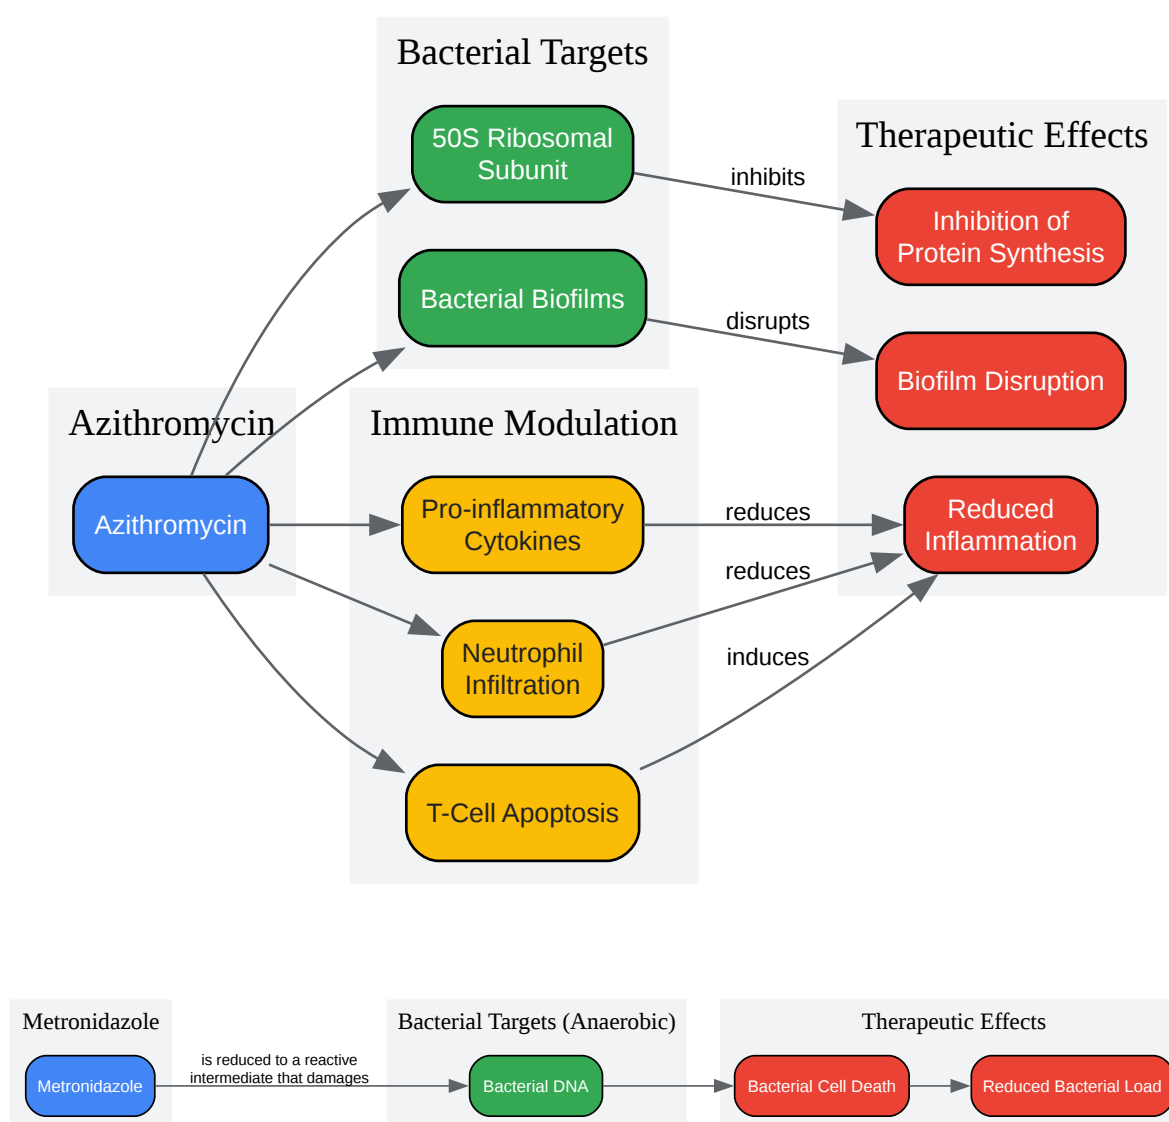 Bacterial Targets
50S Ribosomal
Subunit
Bacterial Biofilms
inhibits
disrupts
Therapeutic Effects
Inhibition of
Protein Synthesis
Biofilm Disruption
Reduced
Inflammation
Azithromycin
Azithromycin
Immune Modulation
Pro-inflammatory
Cytokines
Neutrophil
Infiltration
T-Cell Apoptosis
reduces
reduces
induces
Metronidazole
Metronidazole
is reduced to a reactive
intermediate that damages
Bacterial Targets (Anaerobic)
Bacterial DNA
Therapeutic Effects
Bacterial Cell Death
Reduced Bacterial Load